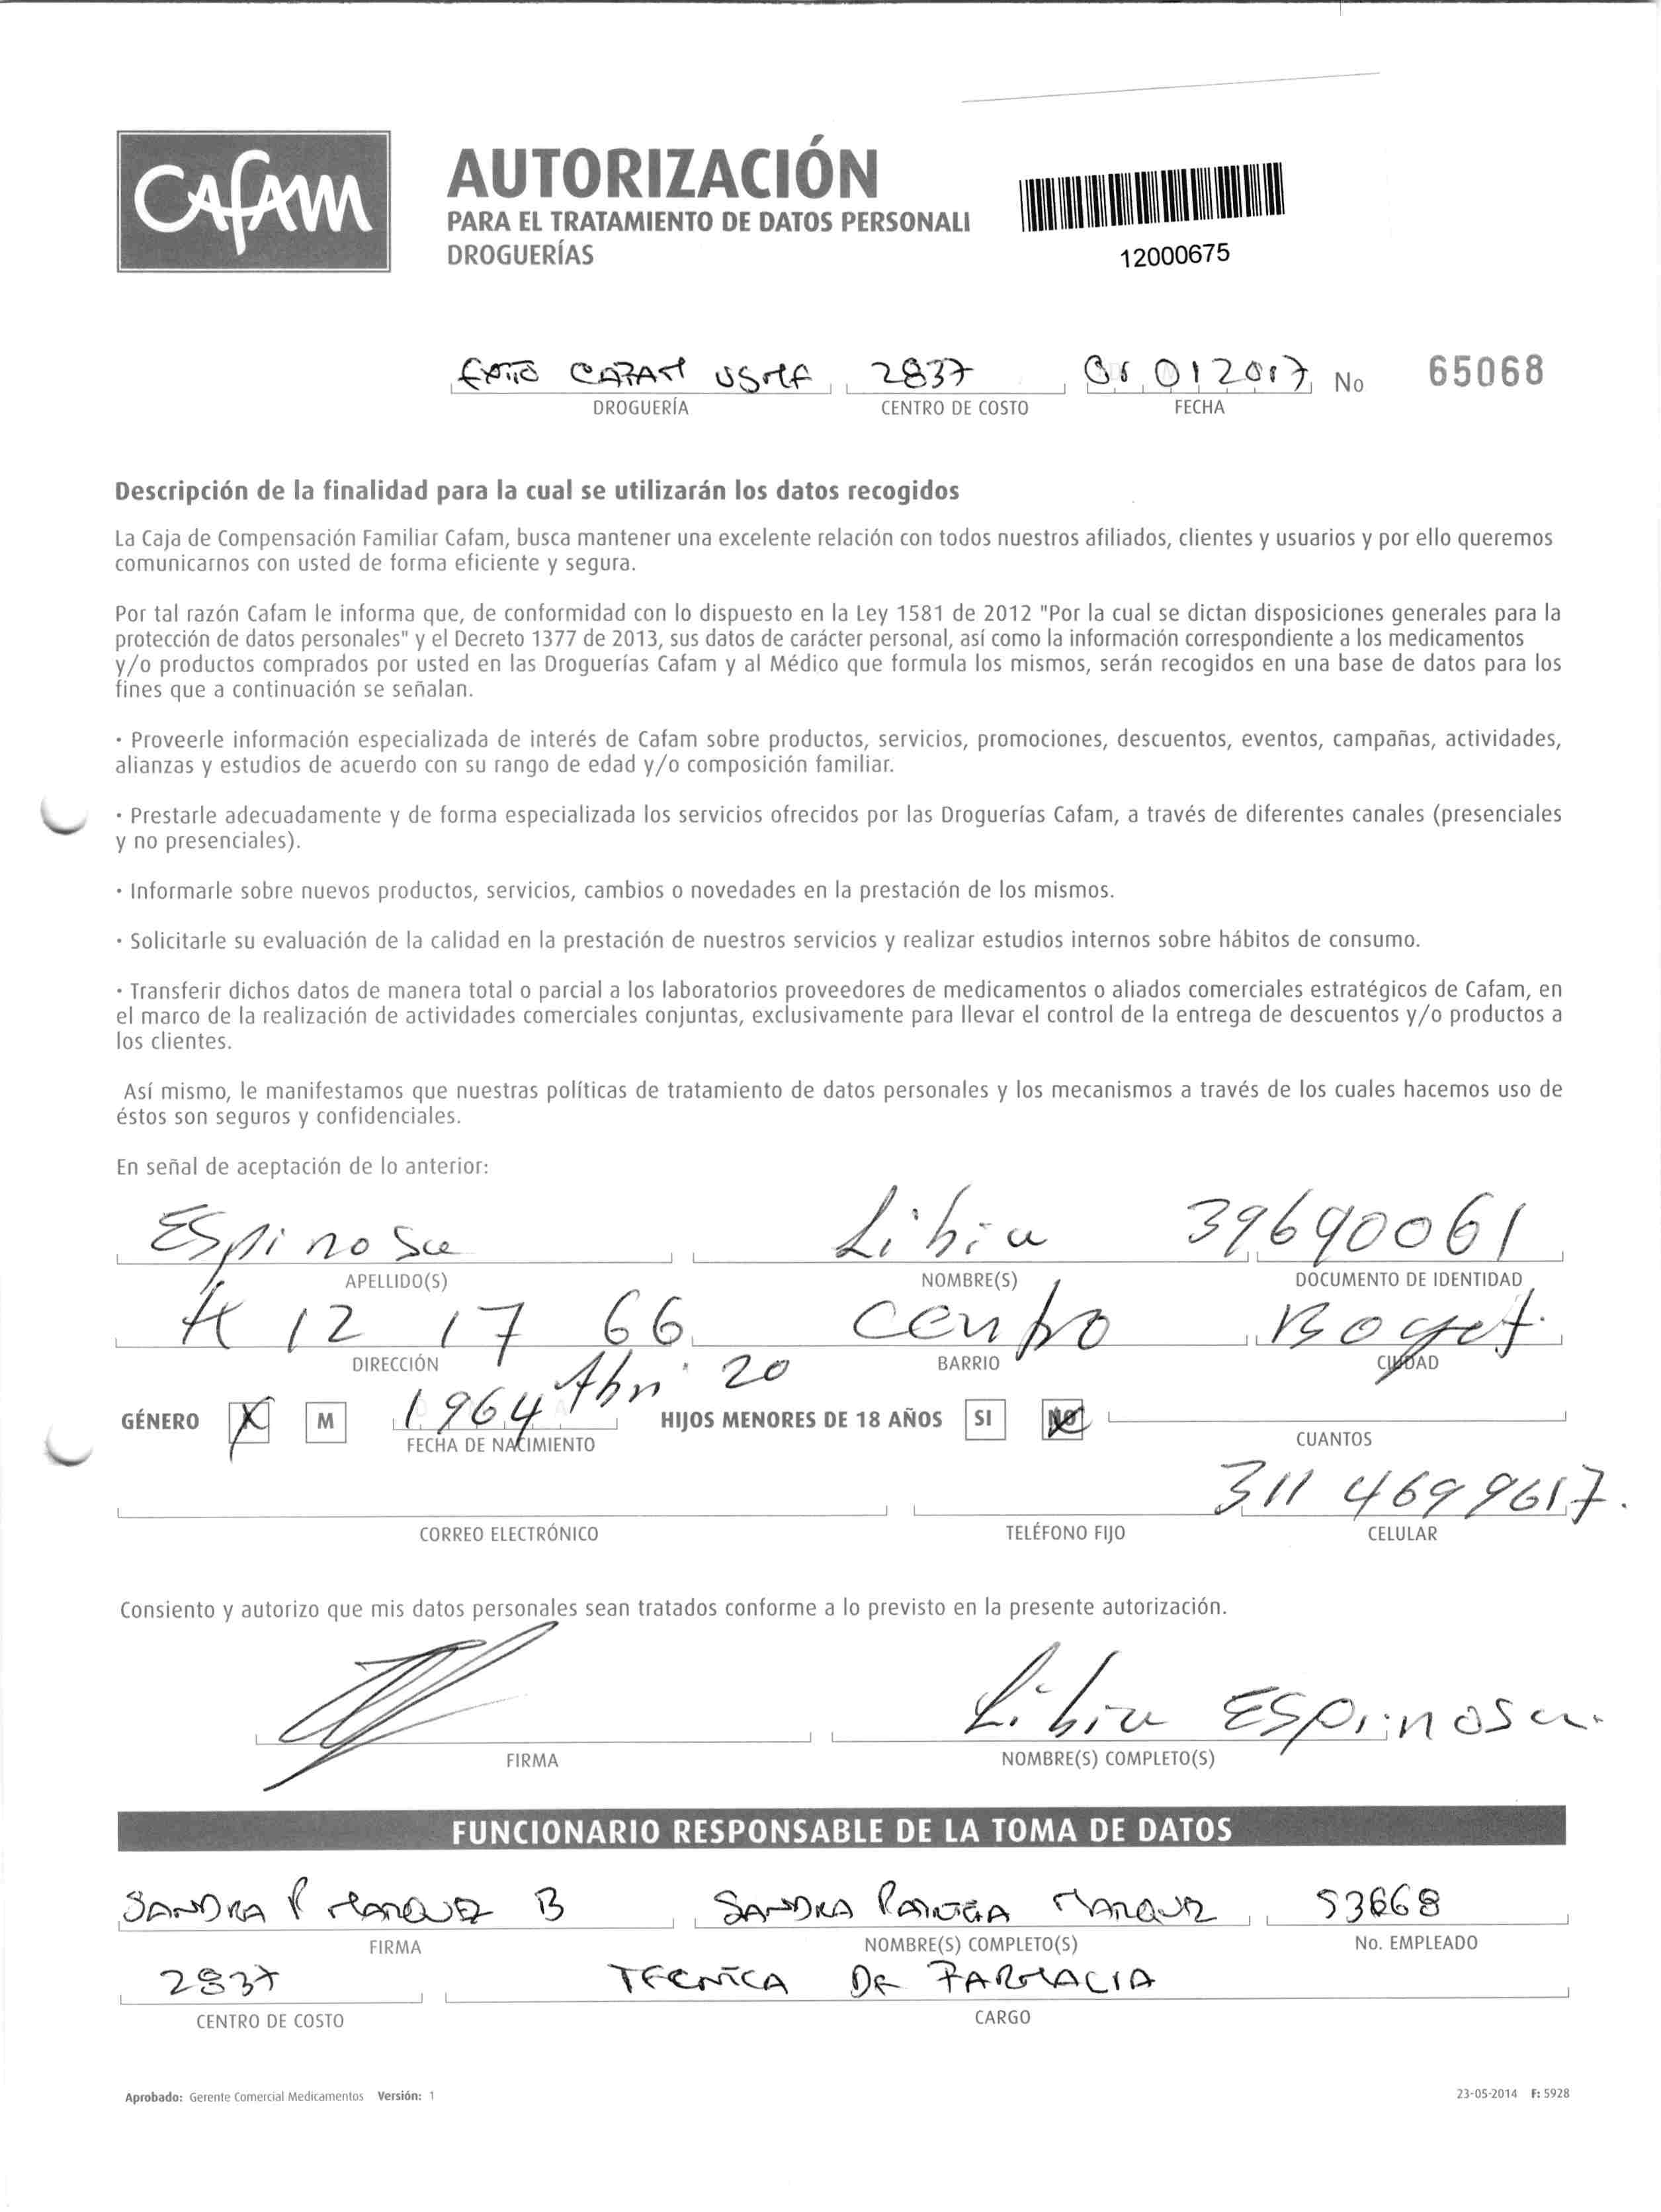 CAFAM
AUTORIZACIÓN
PARA EL TRATAMIENTO DE DATOS PERSONALI
DROGUERÍAS
12000675
CAFAM 2837 012017 No 65068
DROGUERÍA CENTRO DE COSTO FECHA
Descripción de la finalidad para la cual se utilizarán los datos recogidos
La Caja de Compensación Familiar Cafam, busca mantener una excelente relación con todos nuestros afiliados, clientes y usuarios y por ello queremos
comunicarnos con usted de forma eficiente y segura.
Por tal razón Cafam le informa que, de conformidad con lo dispuesto en la Ley 1581 de 2012 "Por la cual se dictan disposiciones generales para la
protección de datos personales" y el Decreto 1377 de 2013, sus datos de carácter personal, así como la información correspondiente a los medicamentos
y/o productos comprados por usted en las Droguerías Cafam y al Médico que formula los mismos, serán recogidos en una base de datos para los
fines que a continuación se señalan.
· Proveerle información especializada de interés de Cafam sobre productos, servicios, promociones, descuentos, eventos, campañas, actividades,
alianzas y estudios de acuerdo con su rango de edad y/o composición familiar.
· Prestarle adecuadamente y de forma especializada los servicios ofrecidos por las Droguerías Cafam, a través de diferentes canales (presenciales
y no presenciales).
· Informarle sobre nuevos productos, servicios, cambios o novedades en la prestación de los mismos.
· Solicitarle su evaluación de la calidad en la prestación de nuestros servicios y realizar estudios internos sobre hábitos de consumo.
· Transferir dichos datos de manera total o parcial a los laboratorios proveedores de medicamentos o aliados comerciales estratégicos de Cafam, en
el marco de la realización de actividades comerciales conjuntas, exclusivamente para llevar el control de la entrega de descuentos y/o productos a
los clientes.
Así mismo, le manifestamos que nuestras políticas de tratamiento de datos personales y los mecanismos a través de los cuales hacemos uso de
éstos son seguros y confidenciales.
En señal de aceptación de lo anterior:
Espinosa Libia 39690061
APELLIDO(S) NOMBRE(S) DOCUMENTO DE IDENTIDAD
12 17 66 Centro Bogot.
DIRECCIÓN BARRIO CIUDAD
GÉNERO M 1964 Abri 20 HIJOS MENORES DE 18 AÑOS SI NO
FECHA DE NACIMIENTO CUANTOS
311 4699617.
CORREO ELECTRÓNICO TELÉFONO FIJO CELULAR
Consiento y autorizo que mis datos personales sean tratados conforme a lo previsto en la presente autorización.
Libia Espinosa.
FIRMA NOMBRE(S) COMPLETO(S)
FUNCIONARIO RESPONSABLE DE LA TOMA DE DATOS
SANDRA P MARQUEZ B SANDRA MARQUEZ 53668
FIRMA NOMBRE(S) COMPLETO(S) No. EMPLEADO
2837 TECNICA DE FARMACIA
CENTRO DE COSTO CARGO
Aprobado: Gerente Comercial Medicamentos Versión: 1 23-05-2014 F: 5928